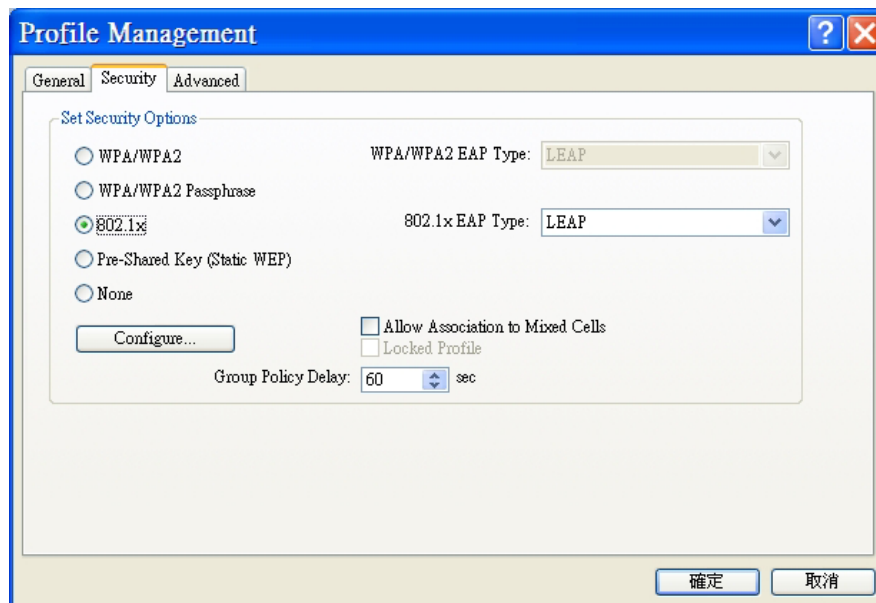 Profile Management
General Security Advanced
Set Security Options
WPA/WPA2 WPA/WPA2 EAP Type: LEAP
WPA/WPA2 Passphrase
802.1x 802.1x EAP Type: LEAP
Pre-Shared Key (Static WEP)
None
Configure... Allow Association to Mixed Cells
Locked Profile
Group Policy Delay: 60 sec
確定 取消